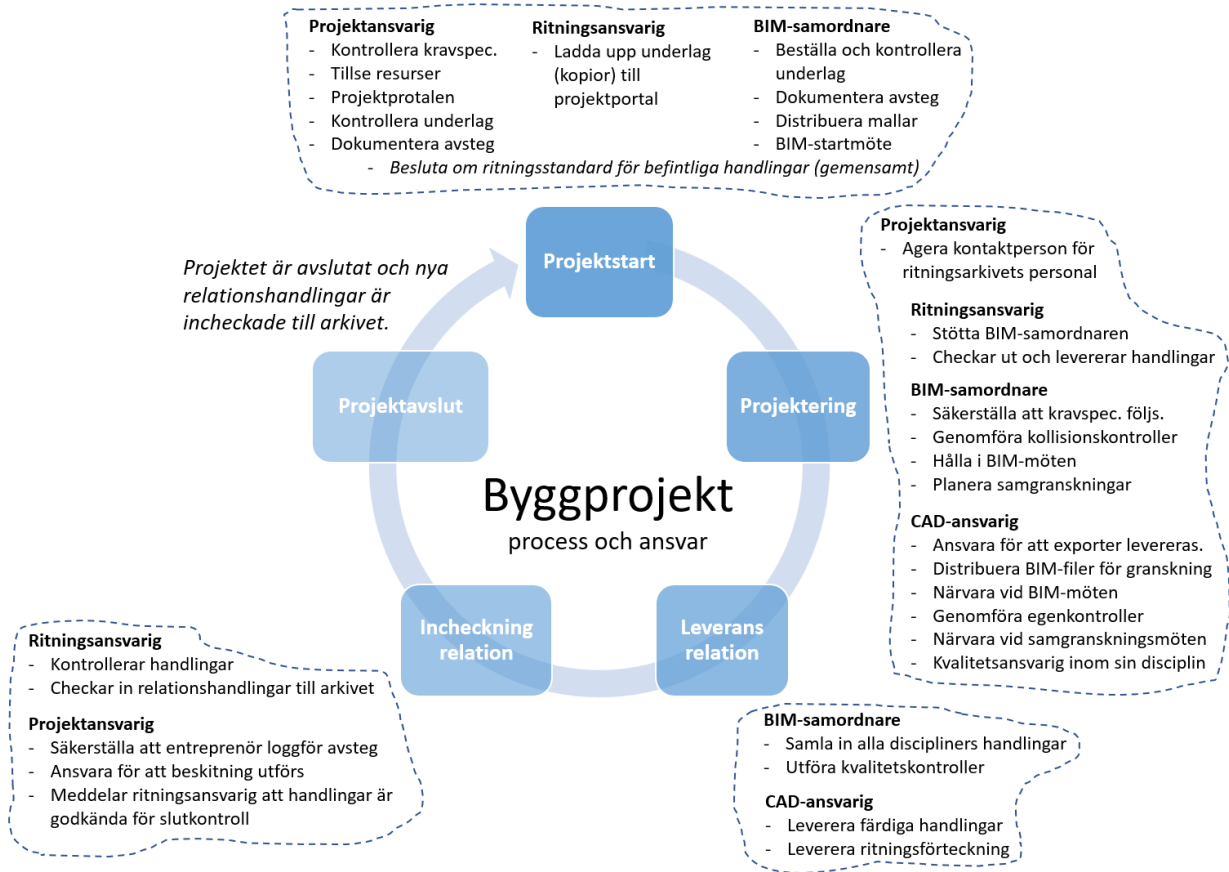 Projektansvarig
- Kontrollera kravspec.
- Tillse resurser
- Projektprotalen
- Kontrollera underlag
- Dokumentera avsteg
Ritningsansvarig
- Ladda upp underlag
(kopior) till
projektportal
BIM-samordnare
- Beställa och kontrollera
underlag
- Dokumentera avsteg
- Distribuera mallar
- BIM-startmöte
- Besluta om ritningsstandard för befintliga handlingar (gemensamt)
Projektstart
Projektet är avslutat och nya
relationshandlingar är
incheckade till arkivet.
Projektansvarig
- Agera kontaktperson för
ritningsarkivets personal
Ritningsansvarig
- Stötta BIM-samordnaren
- Checkar ut och levererar handlingar
BIM-samordnare
- Säkerställa att kravspec. följs.
- Genomföra kollisionskontroller
- Hålla i BIM-möten
- Planera samgranskningar
CAD-ansvarig
- Ansvara för att exporter levereras.
- Distribuera BIM-filer för granskning
- Närvara vid BIM-möten
- Genomföra egenkontroller
- Närvara vid samgranskningsmöten
- Kvalitetsansvarig inom sin disciplin
Projektavslut
Projektering
Byggprojekt
process och ansvar
Incheckning
relation
Leverans
relation
Ritningsansvarig
- Kontrollerar handlingar
- Checkar in relationshandlingar till arkivet
Projektansvarig
- Säkerställa att entreprenör loggför avsteg
- Ansvara för att beskitning utförs
- Meddelar ritningsansvarig att handlingar är
godkända för slutkontroll
BIM-samordnare
- Samla in alla discipliners handlingar
- Utföra kvalitetskontroller
CAD-ansvarig
- Leverera färdiga handlingar
- Leverera ritningsförteckning